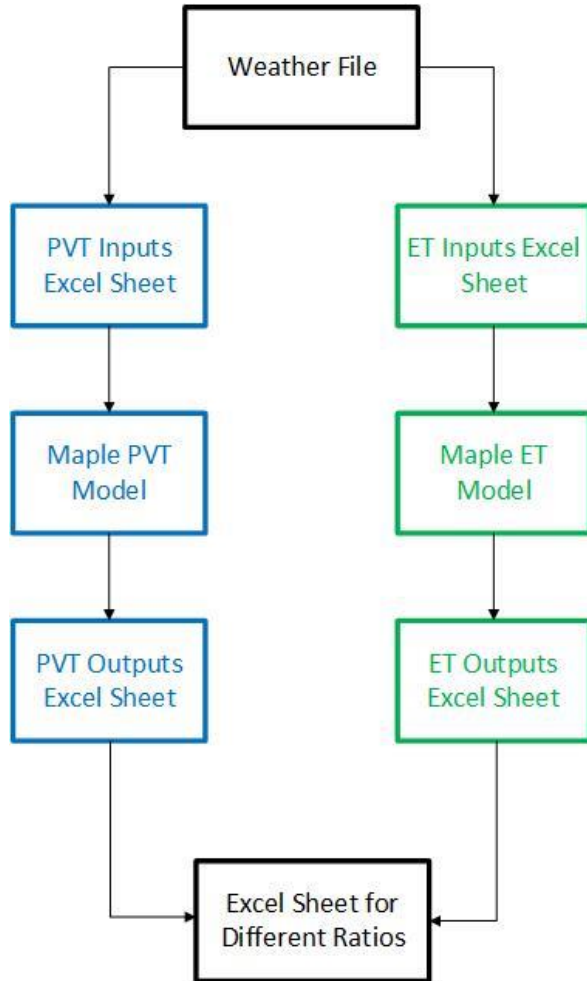 Weather File
PVT Inputs
Excel Sheet
ET Inputs Excel
Sheet
Maple PVT
Model
Maple ET
Model
PVT Outputs
Excel Sheet
ET Outputs
Excel Sheet
Excel Sheet for
Different Ratios